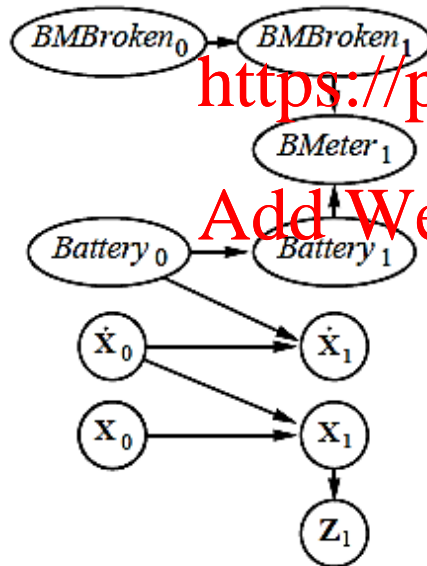 BMBroken₀ BMBroken₁
https://p
BMeter₁
Add We
Battery₀ Battery₁
Ẋ₀ Ẋ₁
X₀ X₁
Z₁